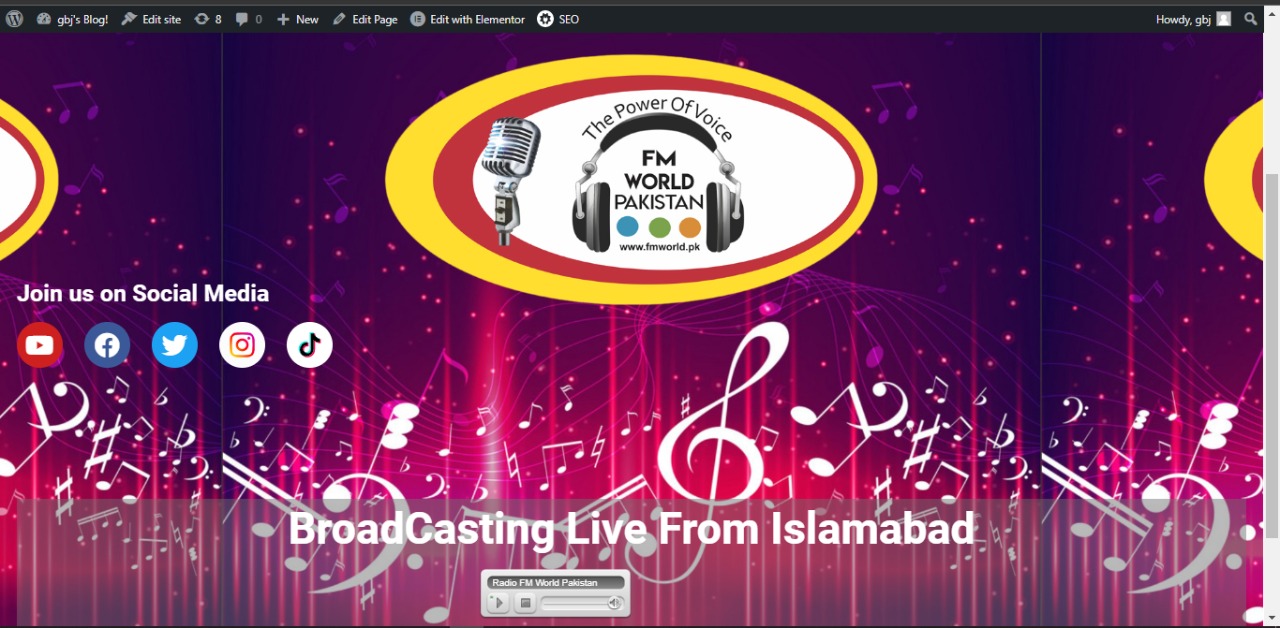 gbj's Blog! Edit site 8 0 New Edit Page Edit with Elementor SEO Howdy, gbj
The Power Of Voice
FM
WORLD
PAKISTAN
www.fmworld.pk
Join us on Social Media
BroadCasting Live From Islamabad
Radio FM World Pakistan